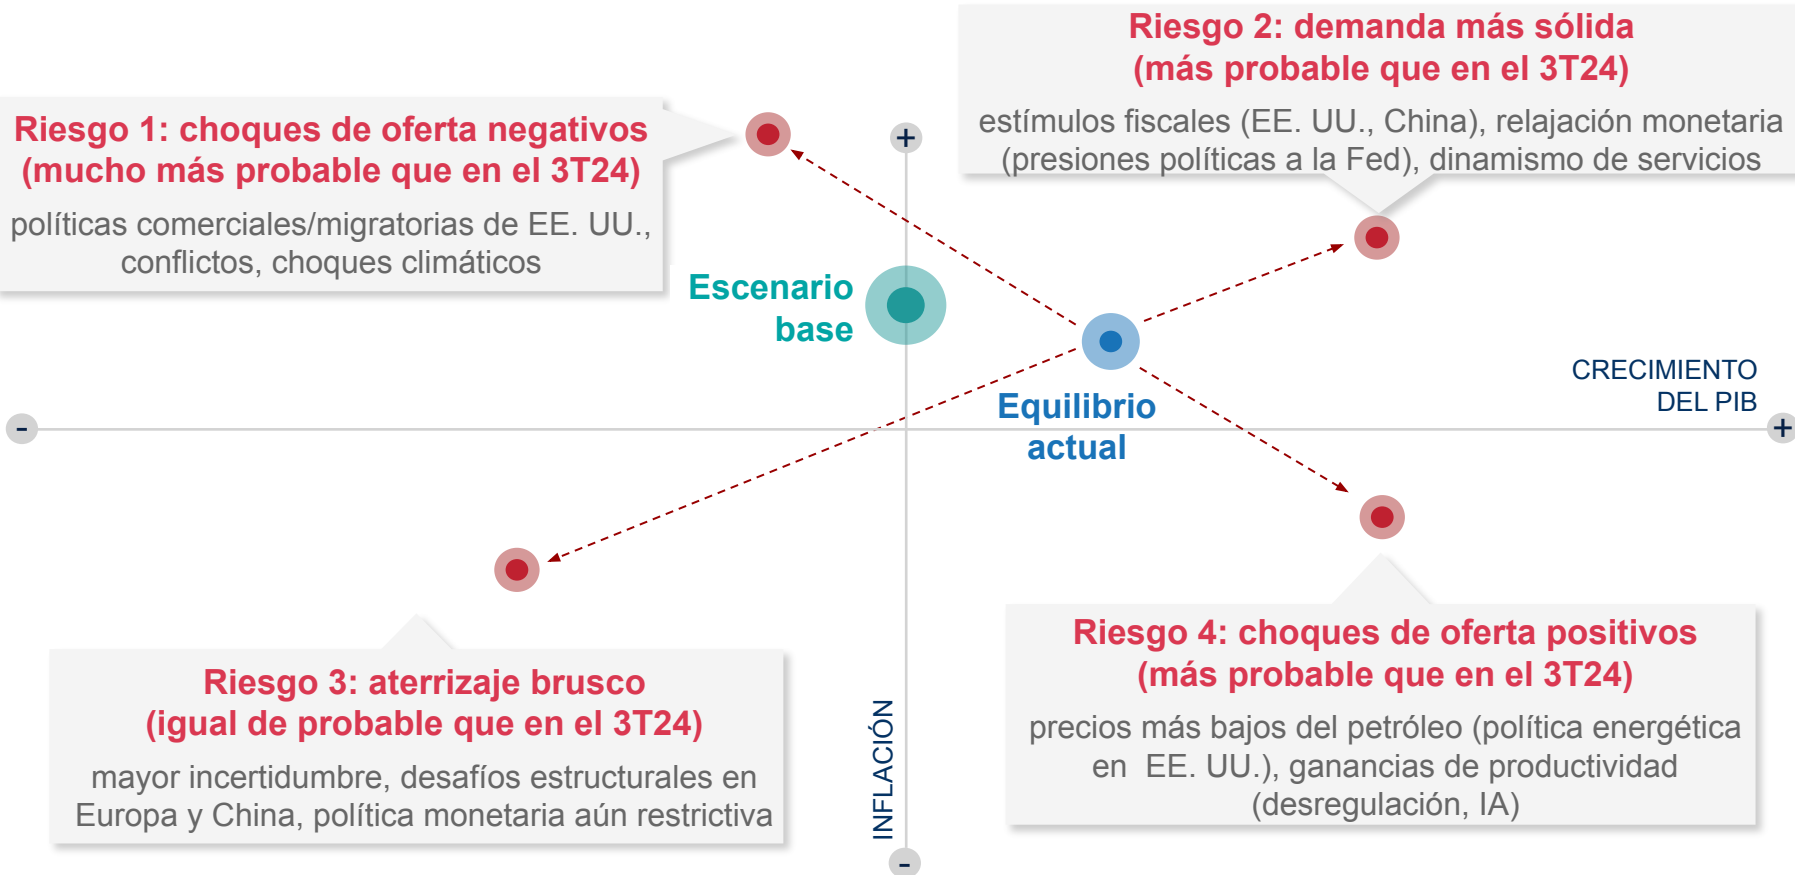 Riesgo 1: choques de oferta negativos
(mucho más probable que en el 3T24)
políticas comerciales/migratorias de EE. UU.,
conflictos, choques climáticos
Riesgo 2: demanda más sólida
(más probable que en el 3T24)
estímulos fiscales (EE. UU., China), relajación monetaria
(presiones políticas a la Fed), dinamismo de servicios
+
Escenario
base
Equilibrio
actual
CRECIMIENTO
DEL PIB
-
+
Riesgo 3: aterrizaje brusco
(igual de probable que en el 3T24)
mayor incertidumbre, desafíos estructurales en
Europa y China, política monetaria aún restrictiva
INFLACIÓN
-
Riesgo 4: choques de oferta positivos
(más probable que en el 3T24)
precios más bajos del petróleo (política energética
en EE. UU.), ganancias de productividad
(desregulación, IA)